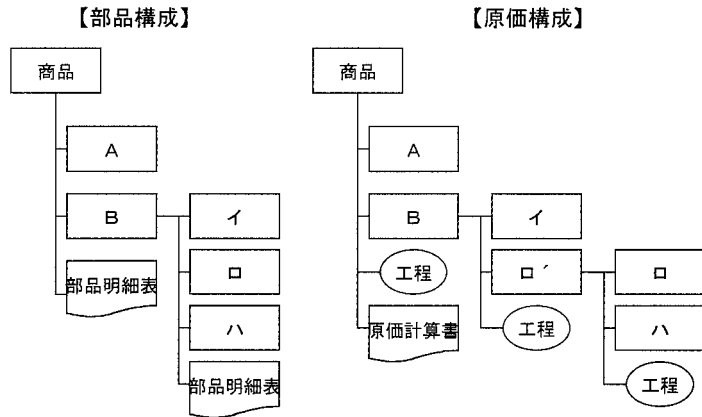 【部品構成】
商品
A
B
イ
ロ
ハ
部品明細表
部品明細表
【原価構成】
商品
A
B
イ
ロ´
ロ
ハ
工程
工程
工程
原価計算書